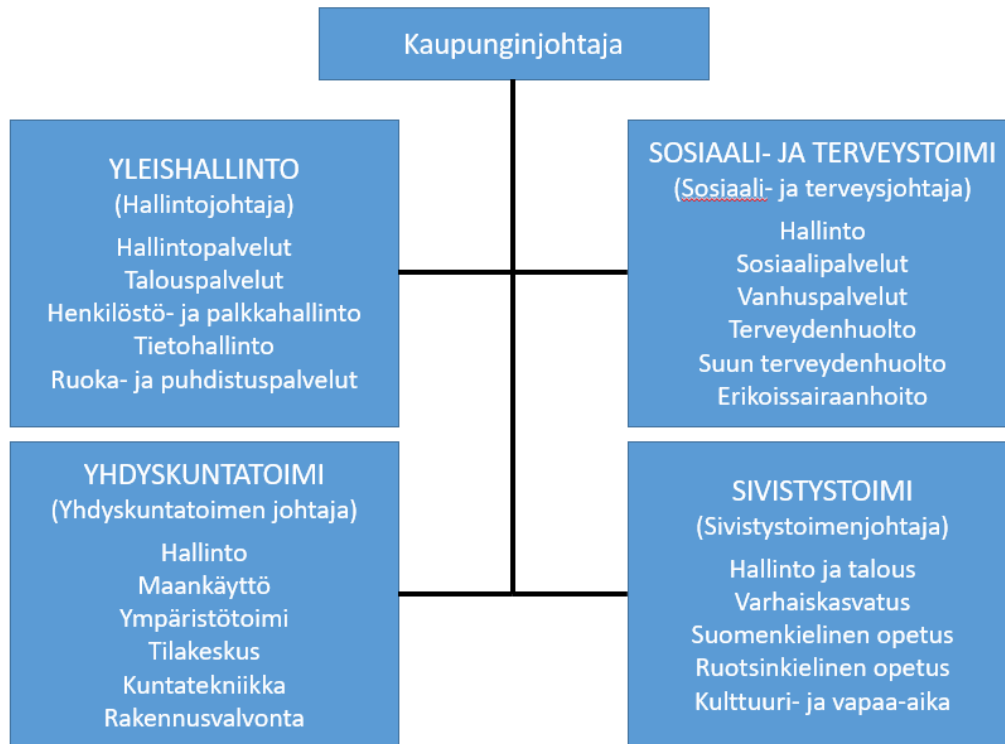 Kaupunginjohtaja
YLEISHALLINTO
(Hallintojohtaja)
Hallintopalvelut
Talouspalvelut
Henkilöstö- ja palkkahallinto
Tietohallinto
Ruoka- ja puhdistuspalvelut
SOSIAALI- JA TERVEYSTOIMI
(Sosiaali- ja terveysjohtaja)
Hallinto
Sosiaalipalvelut
Vanhuspalvelut
Terveydenhuolto
Suun terveydenhuolto
Erikoissairaanhoito
YHDYSKUNTATOIMI
(Yhdyskuntatoimen johtaja)
Hallinto
Maankäyttö
Ympäristötoimi
Tilakeskus
Kuntatekniikka
Rakennusvalvonta
SIVISTYSTOIMI
(Sivistystoimenjohtaja)
Hallinto ja talous
Varhaiskasvatus
Suomenkielinen opetus
Ruotsinkielinen opetus
Kulttuuri- ja vapaa-aika